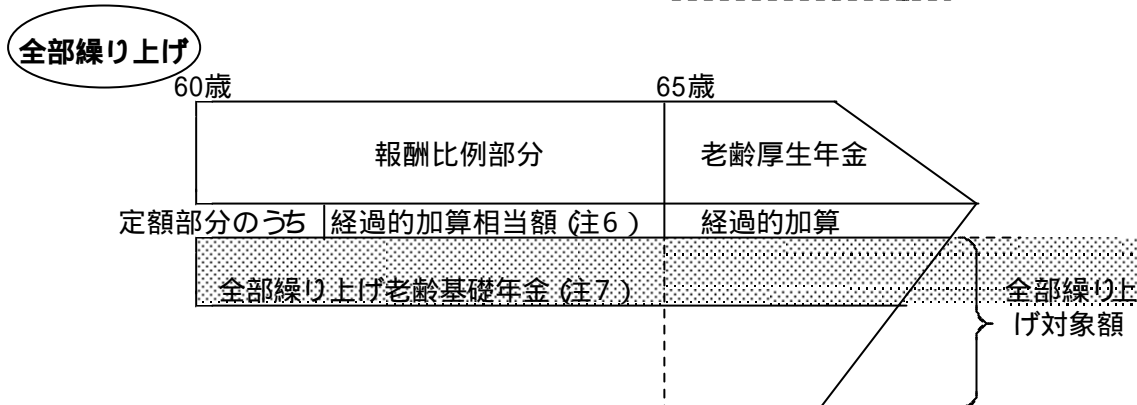 全部繰り上げ
60歳
65歳
報酬比例部分
老齢厚生年金
定額部分のうち
経過的加算相当額(注6)
経過的加算
全部繰り上げ老齢基礎年金(注7)
全部繰り上
げ対象額